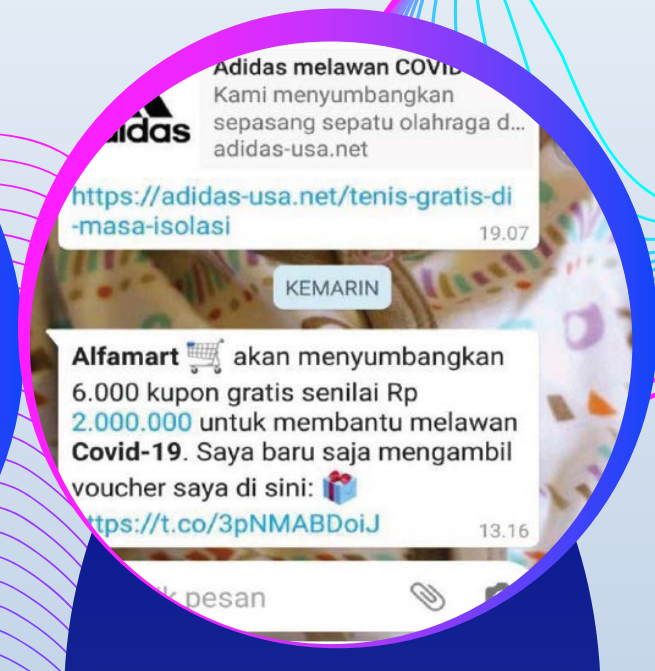 Adidas melawan
Kami menyumbangkan
sepasang sepatu olahraga d...
adidas-usa.net
https://adidas-usa.net/tenis-gratis-di
-masa-isolasi
19.07
KEMARIN
Alfamart 🛒 akan menyumbangkan
6.000 kupon gratis senilai Rp
2.000.000 untuk membantu melawan
Covid-19. Saya baru saja mengambil
voucher saya di sini: 🎁
ttps://t.co/3pNMABDoiJ
13.16
pesan